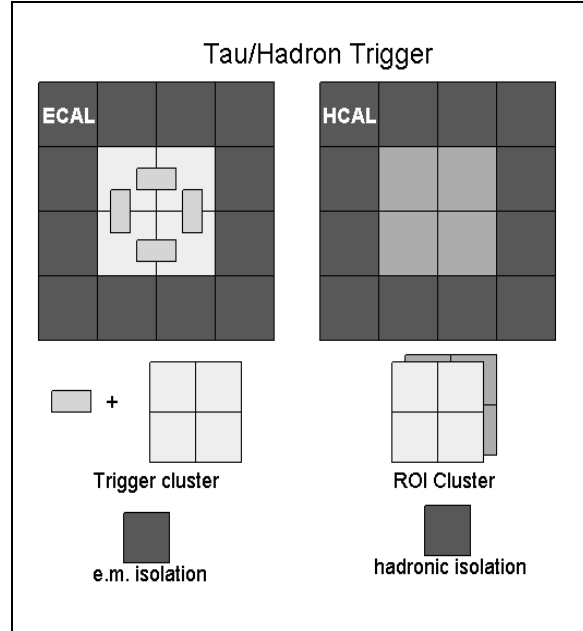 Tau/Hadron Trigger
ECAL
HCAL
+
Trigger cluster
ROI Cluster
e.m. isolation
hadronic isolation